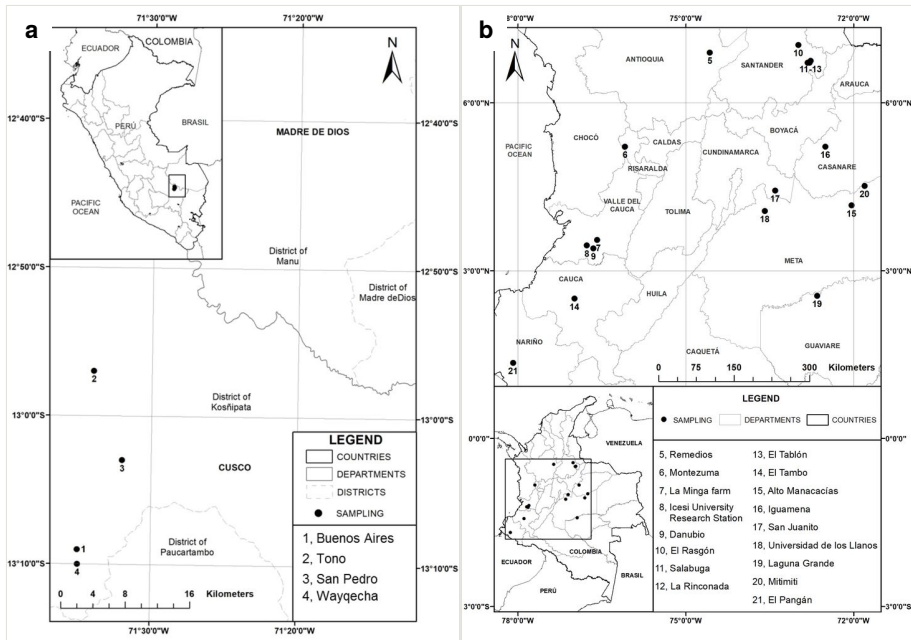 a
71°30'0"S
71°20'0"S
ECUADOR
COLOMBIA
N
12°40'0"S
12°40'0"S
PERÚ
BRASIL
MADRE DE DIOS
PACIFIC
OCEAN
12°50'0"S
12°50'0"S
District of
Manu
District of
Madre deDios
2
District of
Kosñipata
13°0'0"S
13°0'0"S
3
CUSCO
LEGEND
COUNTRIES
DEPARTMENTS
DISTRICTS
SAMPLING
District of
Paucartambo
1
4
13°10'0"S
13°10'0"S
1, Buenos Aires
2, Tono
3, San Pedro
4, Wayqecha
0 4 8 16 Kilometers
71°30'0"S
71°20'0"S
b
78°0'0"W
75°0'0"W
72°0'0"W
N
ANTIOQUIA
5
10
SANTANDER
11-13
ARAUCA
6°0'0"N
6°0'0"N
CHOCÒ
BOYACÁ
PACIFIC
OCEAN
6
CALDAS
CUNDINAMARCA
16
RISARALDA
CASANARE
VALLE DEL
CAUCA
TOLIMA
17
20
18
15
8
7
9
META
3°0'0"N
3°0'0"N
CAUCA
14
HUILA
19
NARIÑO
CAQUETÁ
GUAVIARE
21
0 75 150 300
Kilometers
LEGEND
SAMPLING
DEPARTMENTS
COUNTRIES
0°0'0"
0°0'0"
VENEZUELA
COLOMBIA
ECUADOR
PERÚ
BRASIL
5, Remedios
6, Montezuma
7, La Minga farm
8, Icesi University
Research Station
9, Danubio
10, El Rasgón
11, Salabuga
12, La Rinconada
13, El Tablón
14, El Tambo
15, Alto Manacacías
16, Iguamena
17, San Juanito
18, Universidad de los Llanos
19, Laguna Grande
20, Mitimiti
21, El Pangán
3°0'0"S
3°0'0"S
78°0'0"W
75°0'0"W
72°0'0"W